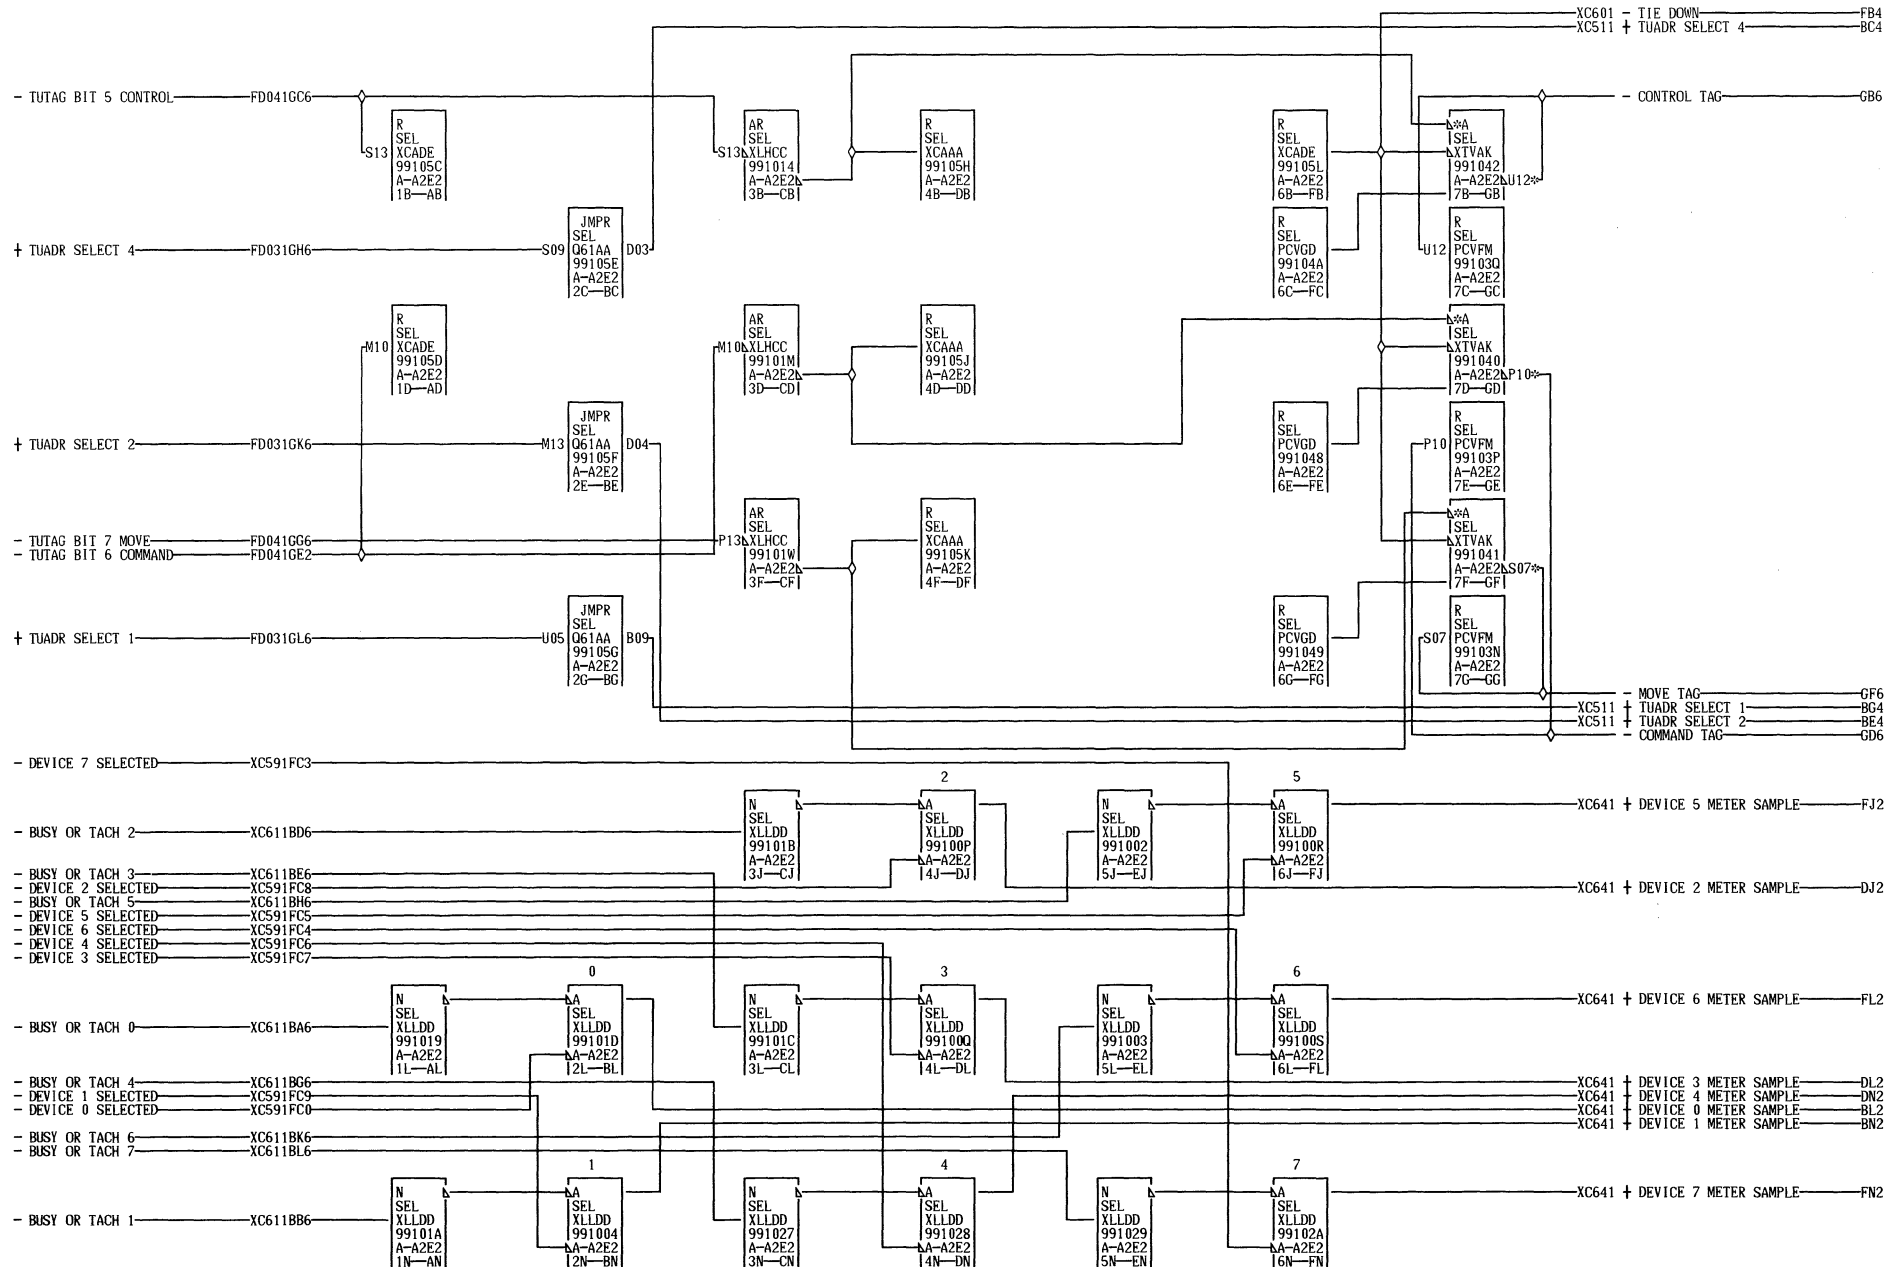 XC601 - TIE DOWN FB4
XC511 + TUADR SELECT 4 BC4
- TUTAG BIT 5 CONTROL FD041GC6
- CONTROL TAG GB6
R
SEL
S13 XCADE
99105C
A-A2E2
1B—AB
AR
SEL
S13 XLHCC
991014
A-A2E2
3B—CB
R
SEL
XCAAA
99105H
A-A2E2
4B—DB
R
SEL
XCADE
99105L
A-A2E2
6B—FB
*A
SEL
XTVAK
991042
A-A2E2 U12*
7B—GB
+ TUADR SELECT 4 FD031GH6
JMPR
SEL
S09 Q61AA D03
99105E
A-A2E2
2C—BC
R
SEL
PCVGD
99104A
A-A2E2
6C—FC
R
SEL
U12 PCVFM
99103Q
A-A2E2
7C—GC
R
SEL
M10 XCADE
99105D
A-A2E2
1D—AD
AR
SEL
M10 XLHCC
99101M
A-A2E2
3D—CD
R
SEL
XCAAA
99105J
A-A2E2
4D—DD
*A
SEL
XTVAK
991040
A-A2E2 P10*
7D—GD
+ TUADR SELECT 2 FD031GK6
JMPR
SEL
M13 Q61AA D04
99105F
A-A2E2
2E—BE
R
SEL
PCVGD
991048
A-A2E2
6E—FE
R
SEL
P10 PCVFM
99103P
A-A2E2
7E—GE
- TUTAG BIT 7 MOVE FD041GG6
- TUTAG BIT 6 COMMAND FD041GE2
AR
SEL
P13 XLHCC
99101W
A-A2E2
3F—CF
R
SEL
XCAAA
99105K
A-A2E2
4F—DF
*A
SEL
XTVAK
991041
A-A2E2 S07*
7F—GF
+ TUADR SELECT 1 FD031GL6
JMPR
SEL
U05 Q61AA B09
99105G
A-A2E2
2G—BG
R
SEL
PCVGD
991049
A-A2E2
6G—FG
R
SEL
S07 PCVFM
99103N
A-A2E2
7G—GG
- MOVE TAG GF6
XC511 + TUADR SELECT 1 BG4
XC511 + TUADR SELECT 2 BE4
- COMMAND TAG GD6
- DEVICE 7 SELECTED XC591FC3
- BUSY OR TACH 2 XC611BD6
N
XLLDD
SEL
99101B
A-A2E2
3J—CJ
2
A
SEL
XLLDD
99100P
A-A2E2
4J—DJ
N
SEL
XLLDD
991002
A-A2E2
5J—EJ
5
A
SEL
XLLDD
99100R
A-A2E2
6J—FJ
XC641 + DEVICE 5 METER SAMPLE FJ2
XC641 + DEVICE 2 METER SAMPLE DJ2
- BUSY OR TACH 3 XC611BE6
- DEVICE 2 SELECTED XC591FC8
- BUSY OR TACH 5 XC611BH6
- DEVICE 5 SELECTED XC591FC5
- DEVICE 6 SELECTED XC591FC4
- DEVICE 4 SELECTED XC591FC6
- DEVICE 3 SELECTED XC591FC7
- BUSY OR TACH 0 XC611BA6
N
SEL
XLLDD
991019
A-A2E2
1L—AL
0
A
SEL
XLLDD
99101D
A-A2E2
2L—BL
N
SEL
XLLDD
99101C
A-A2E2
3L—CL
3
A
SEL
XLLDD
99100Q
A-A2E2
4L—DL
N
SEL
XLLDD
991003
A-A2E2
5L—EL
6
A
SEL
XLLDD
99100S
A-A2E2
6L—FL
XC641 + DEVICE 6 METER SAMPLE FL2
- BUSY OR TACH 4 XC611BG6
- DEVICE 1 SELECTED XC591FC9
- DEVICE 0 SELECTED XC591FC0
- BUSY OR TACH 6 XC611BK6
- BUSY OR TACH 7 XC611BL6
XC641 + DEVICE 3 METER SAMPLE DL2
XC641 + DEVICE 4 METER SAMPLE DN2
XC641 + DEVICE 0 METER SAMPLE BL2
XC641 + DEVICE 1 METER SAMPLE BN2
- BUSY OR TACH 1 XC611BB6
N
SEL
XLLDD
99101A
A-A2E2
1N—AN
1
A
SEL
XLLDD
991004
A-A2E2
2N—BN
N
SEL
XLLDD
991027
A-A2E2
3N—CN
4
A
SEL
XLLDD
991028
A-A2E2
4N—DN
N
SEL
XLLDD
991029
A-A2E2
5N—EN
7
A
SEL
XLLDD
99102A
A-A2E2
6N—FN
XC641 + DEVICE 7 METER SAMPLE FN2